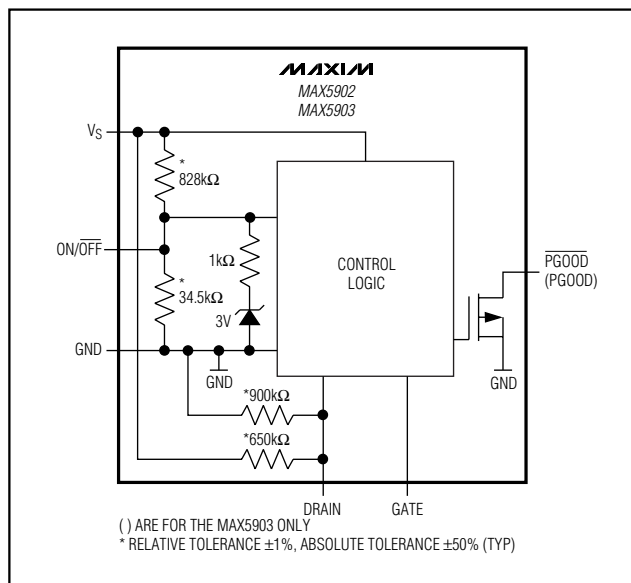 MAXIM
MAX5902
MAX5903
VS
*
828kΩ
ON/OFF
1kΩ
CONTROL
LOGIC
PGOOD
(PGOOD)
*
34.5kΩ
3V
GND
GND
GND
*900kΩ
*650kΩ
DRAIN
GATE
( ) ARE FOR THE MAX5903 ONLY
* RELATIVE TOLERANCE ±1%, ABSOLUTE TOLERANCE ±50% (TYP)